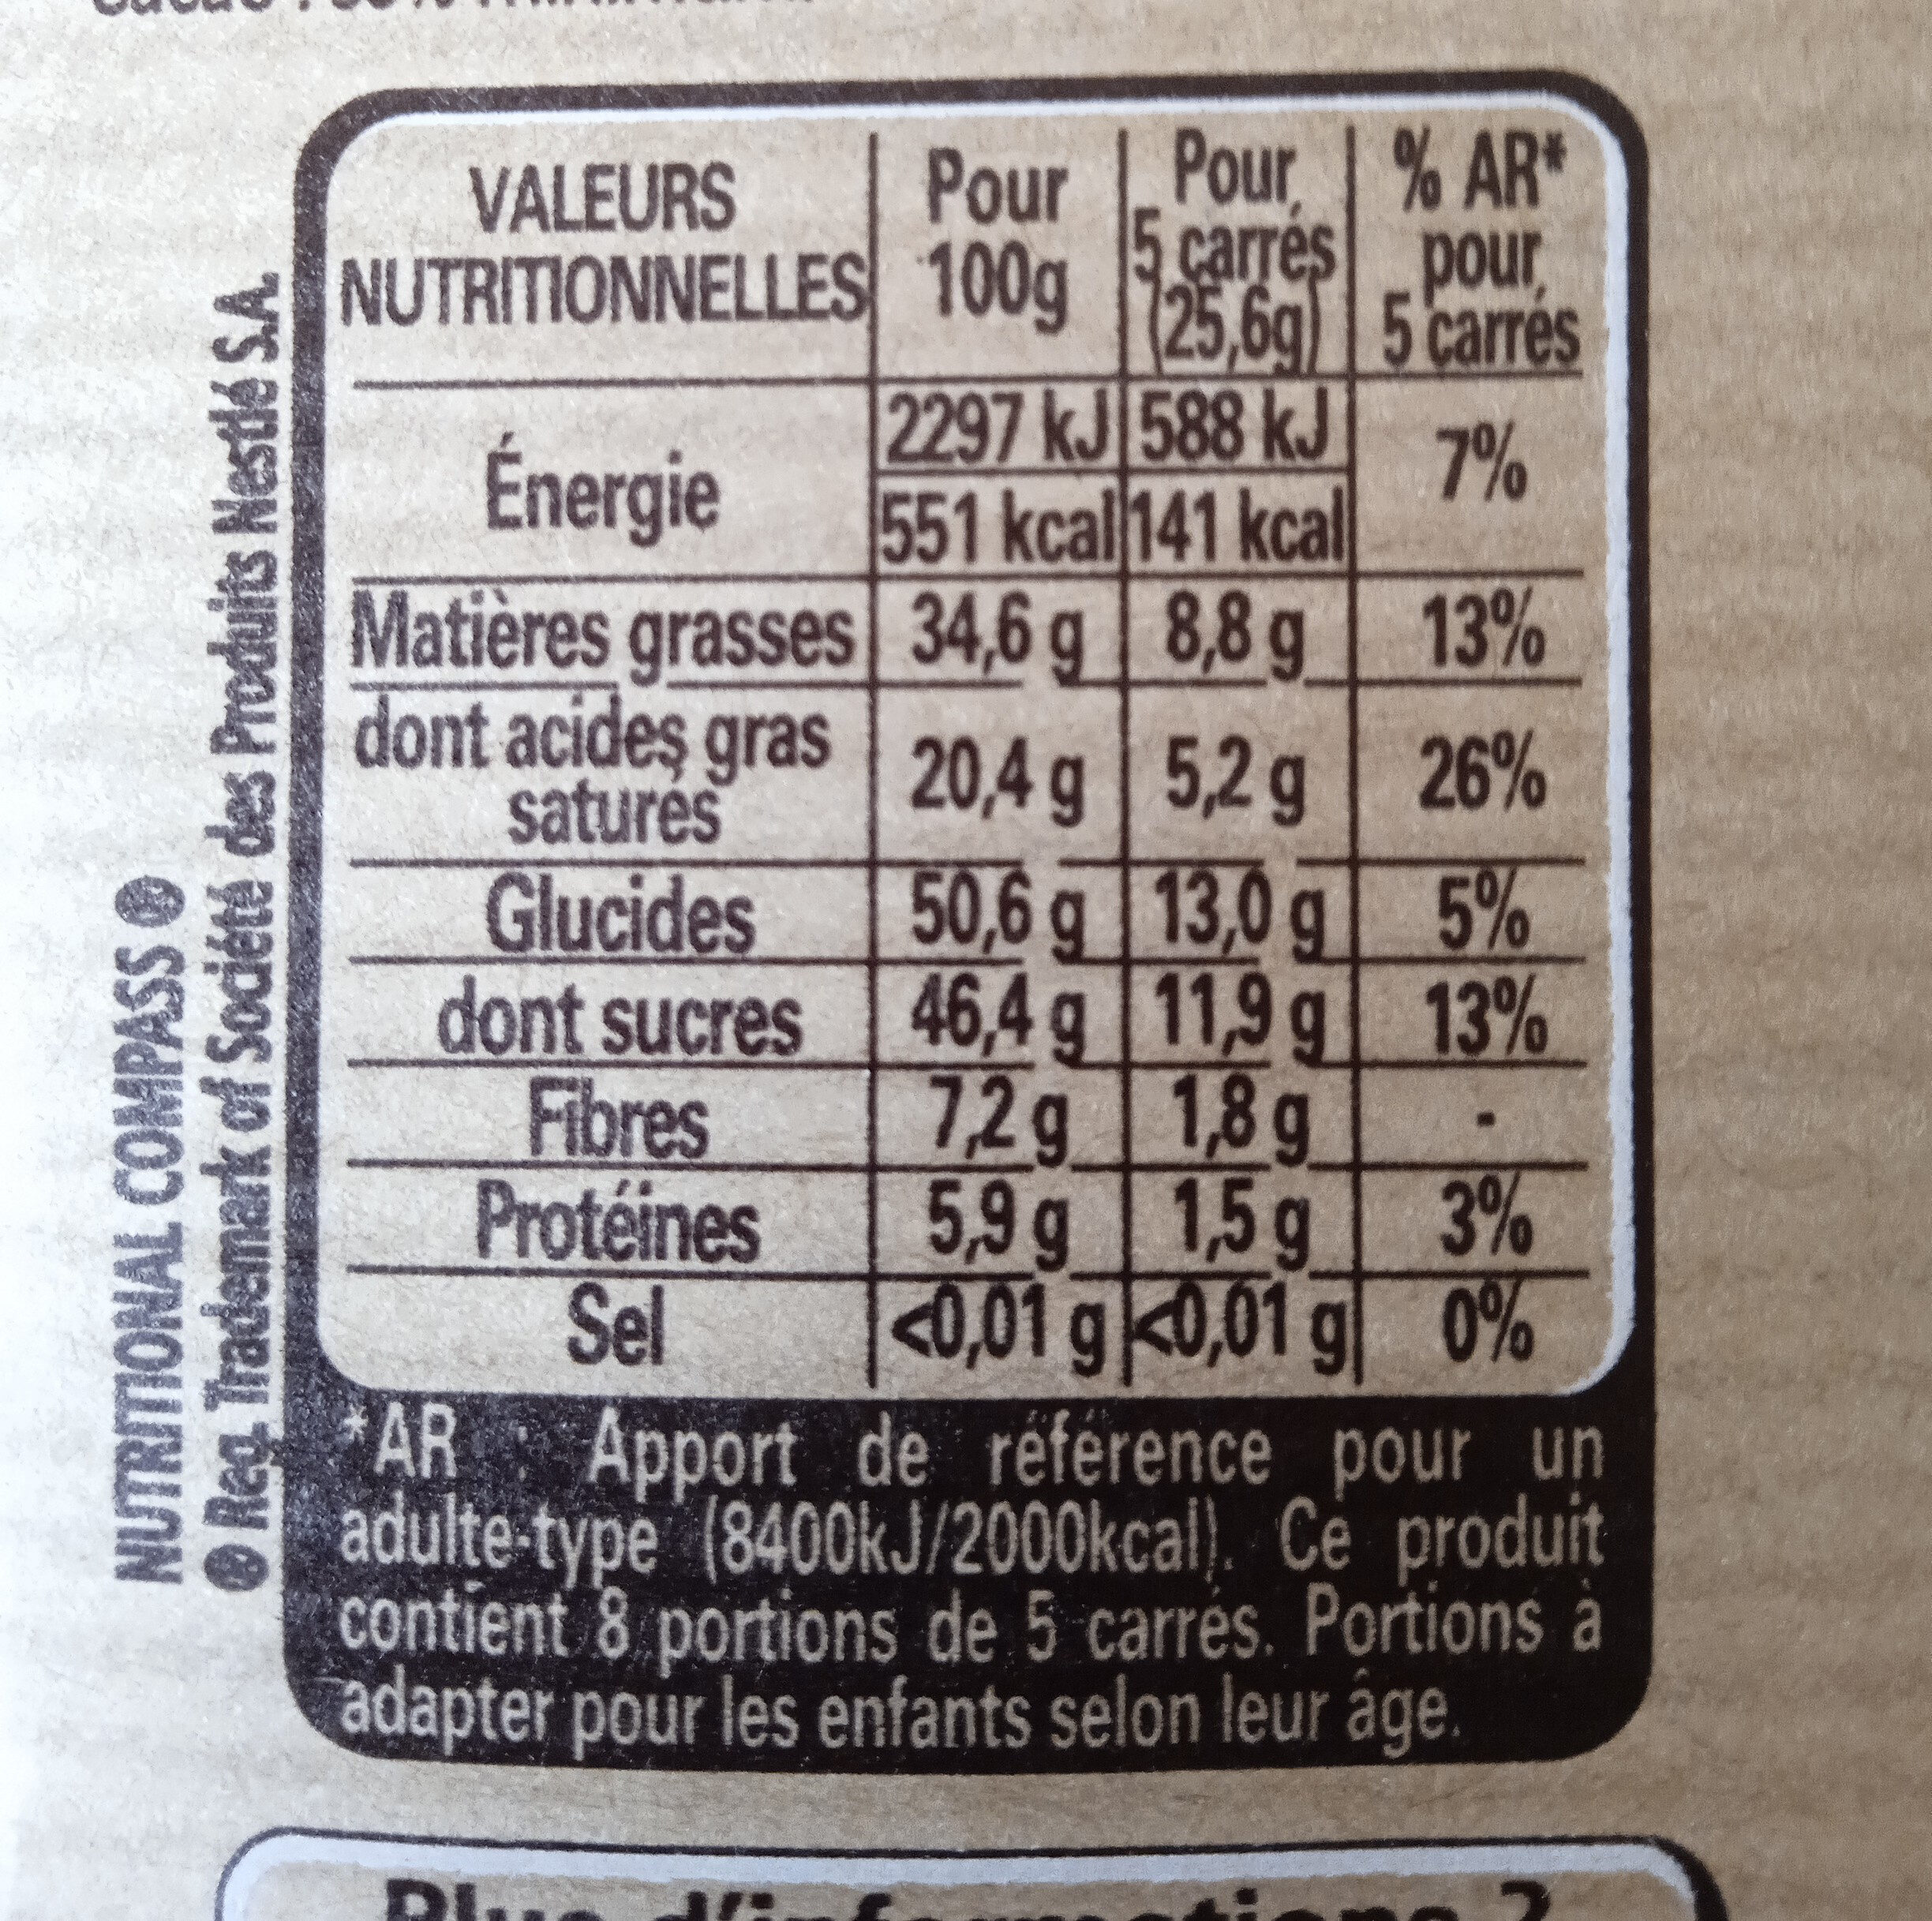 VALEURS NUTRITIONNELLES | Pour 100g | Pour 5 carrés (25,6g) | % AR* pour 5 carrés
Énergie | 2297 kJ | 588 kJ | 7%
551 kcal | 141 kcal
Matières grasses | 34,6 g | 8,8 g | 13%
dont acides gras saturés | 20,4 g | 5,2 g | 26%
Glucides | 50,6 g | 13,0 g | 5%
dont sucres | 46,4 g | 11,9 g | 13%
Fibres | 7,2 g | 1,8 g | -
Protéines | 5,9 g | 1,5 g | 3%
Sel | <0,01 g | <0,01 g | 0%
*AR : Apport de référence pour un
adulte-type (8400kJ/2000kcal). Ce produit
contient 8 portions de 5 carrés. Portions à
adapter pour les enfants selon leur âge.
NUTRITIONAL COMPASS ®
® Reg. Trademark of Société des Produits Nestlé S.A.
Plus d'informations ?